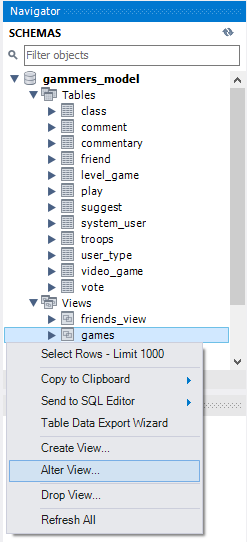 Navigator
SCHEMAS
Filter objects
gammers_model
Tables
class
comment
commentary
friend
level_game
play
suggest
system_user
troops
user_type
video_game
vote
Views
friends_view
games
Select Rows - Limit 1000
Copy to Clipboard
Send to SQL Editor
Table Data Export Wizard
Create View...
Alter View...
Drop View...
Refresh All